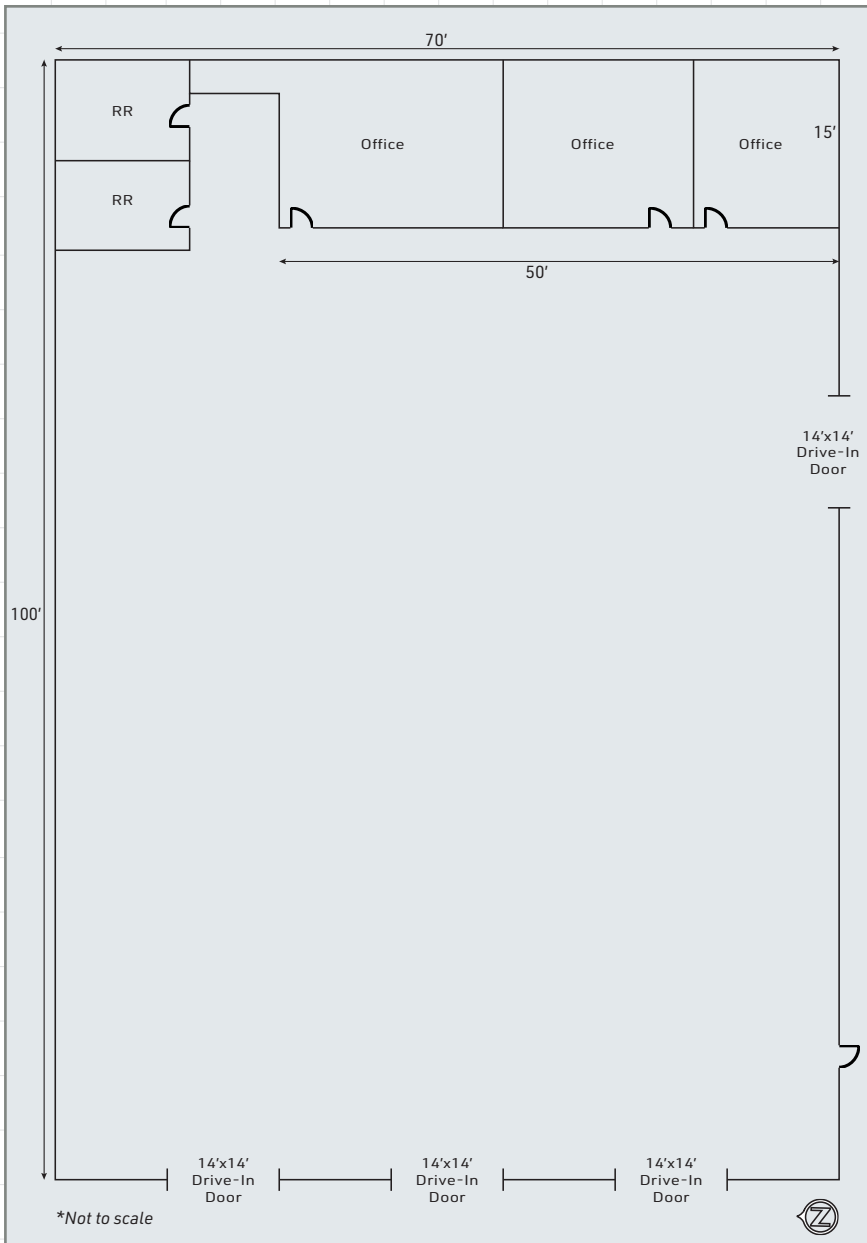 70'
RR
Office
Office
Office
15'
RR
50'
14'x14'
Drive-In
Door
100'
14'x14'
Drive-In
Door
14'x14'
Drive-In
Door
14'x14'
Drive-In
Door
*Not to scale
N